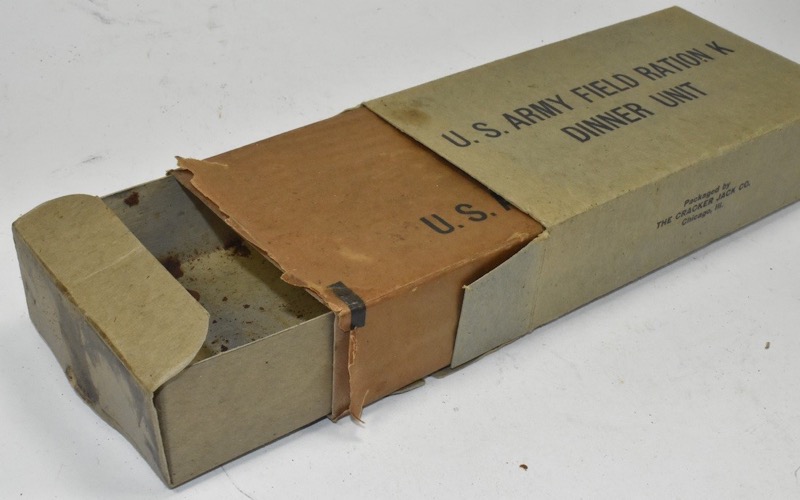 U. S. ARMY FIELD RATION K
DINNER UNIT
U. S.
Packaged by
THE CRACKER JACK CO.
Chicago, Ill.